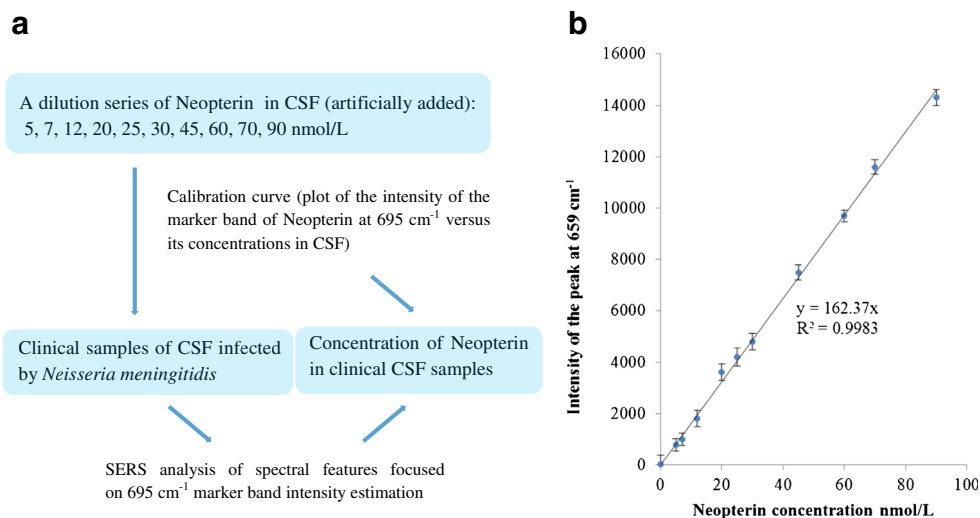 a
A dilution series of Neopterin in CSF (artificially added):
5, 7, 12, 20, 25, 30, 45, 60, 70, 90 nmol/L
Calibration curve (plot of the intensity of the
marker band of Neopterin at 695 cm⁻¹ versus
its concentrations in CSF)
Clinical samples of CSF infected
by Neisseria meningitidis
Concentration of Neopterin
in clinical CSF samples
SERS analysis of spectral features focused
on 695 cm⁻¹ marker band intensity estimation
b
Intensity of the peak at 659 cm⁻¹
16000
14000
12000
10000
8000
6000
4000
2000
0
y = 162.37x
R² = 0.9983
0 20 40 60 80 100
Neopterin concentration nmol/L